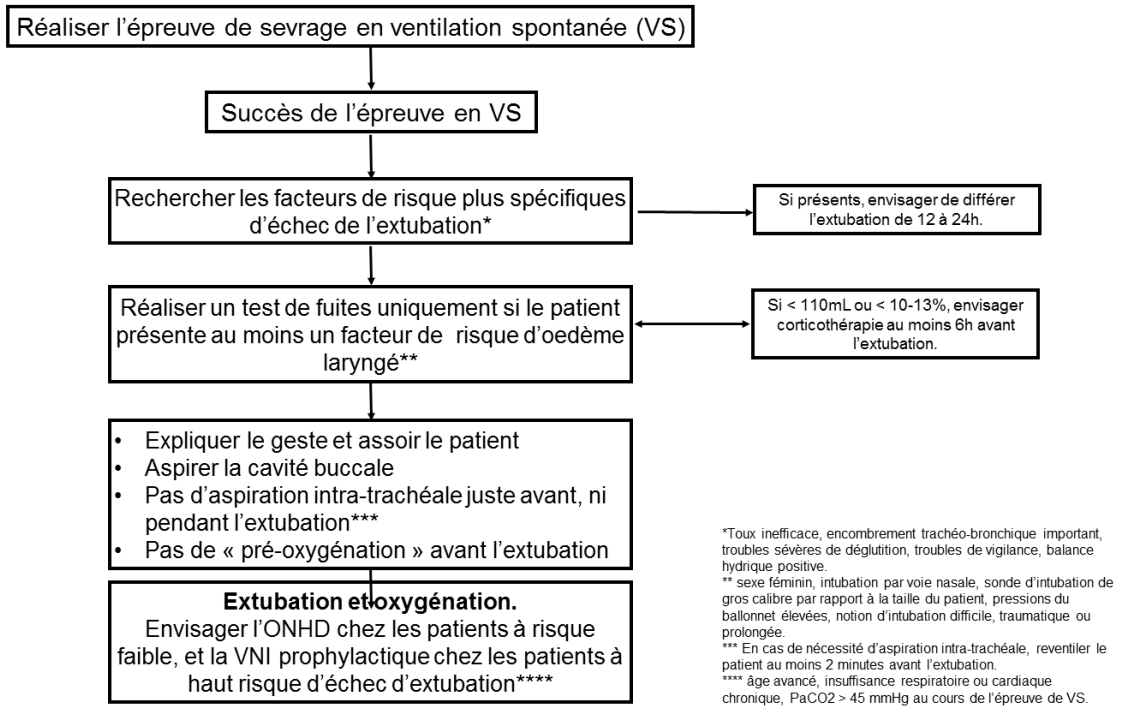 Réaliser l’épreuve de sevrage en ventilation spontanée (VS)
Succès de l’épreuve en VS
Rechercher les facteurs de risque plus spécifiques
d’échec de l’extubation*
Si présents, envisager de différer
l’extubation de 12 à 24h.
Réaliser un test de fuites uniquement si le patient
présente au moins un facteur de risque d’oedème
laryngé**
Si < 110mL ou < 10-13%, envisager
corticothérapie au moins 6h avant
l’extubation.
• Expliquer le geste et assoir le patient
• Aspirer la cavité buccale
• Pas d’aspiration intra-trachéale juste avant, ni
pendant l’extubation***
• Pas de « pré-oxygénation » avant l’extubation
Extubation et oxygénation.
Envisager l’ONHD chez les patients à risque
faible, et la VNI prophylactique chez les patients à
haut risque d’échec d’extubation****
*Toux inefficace, encombrement trachéo-bronchique important,
troubles sévères de déglutition, troubles de vigilance, balance
hydrique positive.
** sexe féminin, intubation par voie nasale, sonde d’intubation de
gros calibre par rapport à la taille du patient, pressions du
ballonnet élevées, notion d’intubation difficile, traumatique ou
prolongée.
*** En cas de nécessité d’aspiration intra-trachéale, reventiler le
patient au moins 2 minutes avant l’extubation.
**** âge avancé, insuffisance respiratoire ou cardiaque
chronique, PaCO2 > 45 mmHg au cours de l’épreuve de VS.